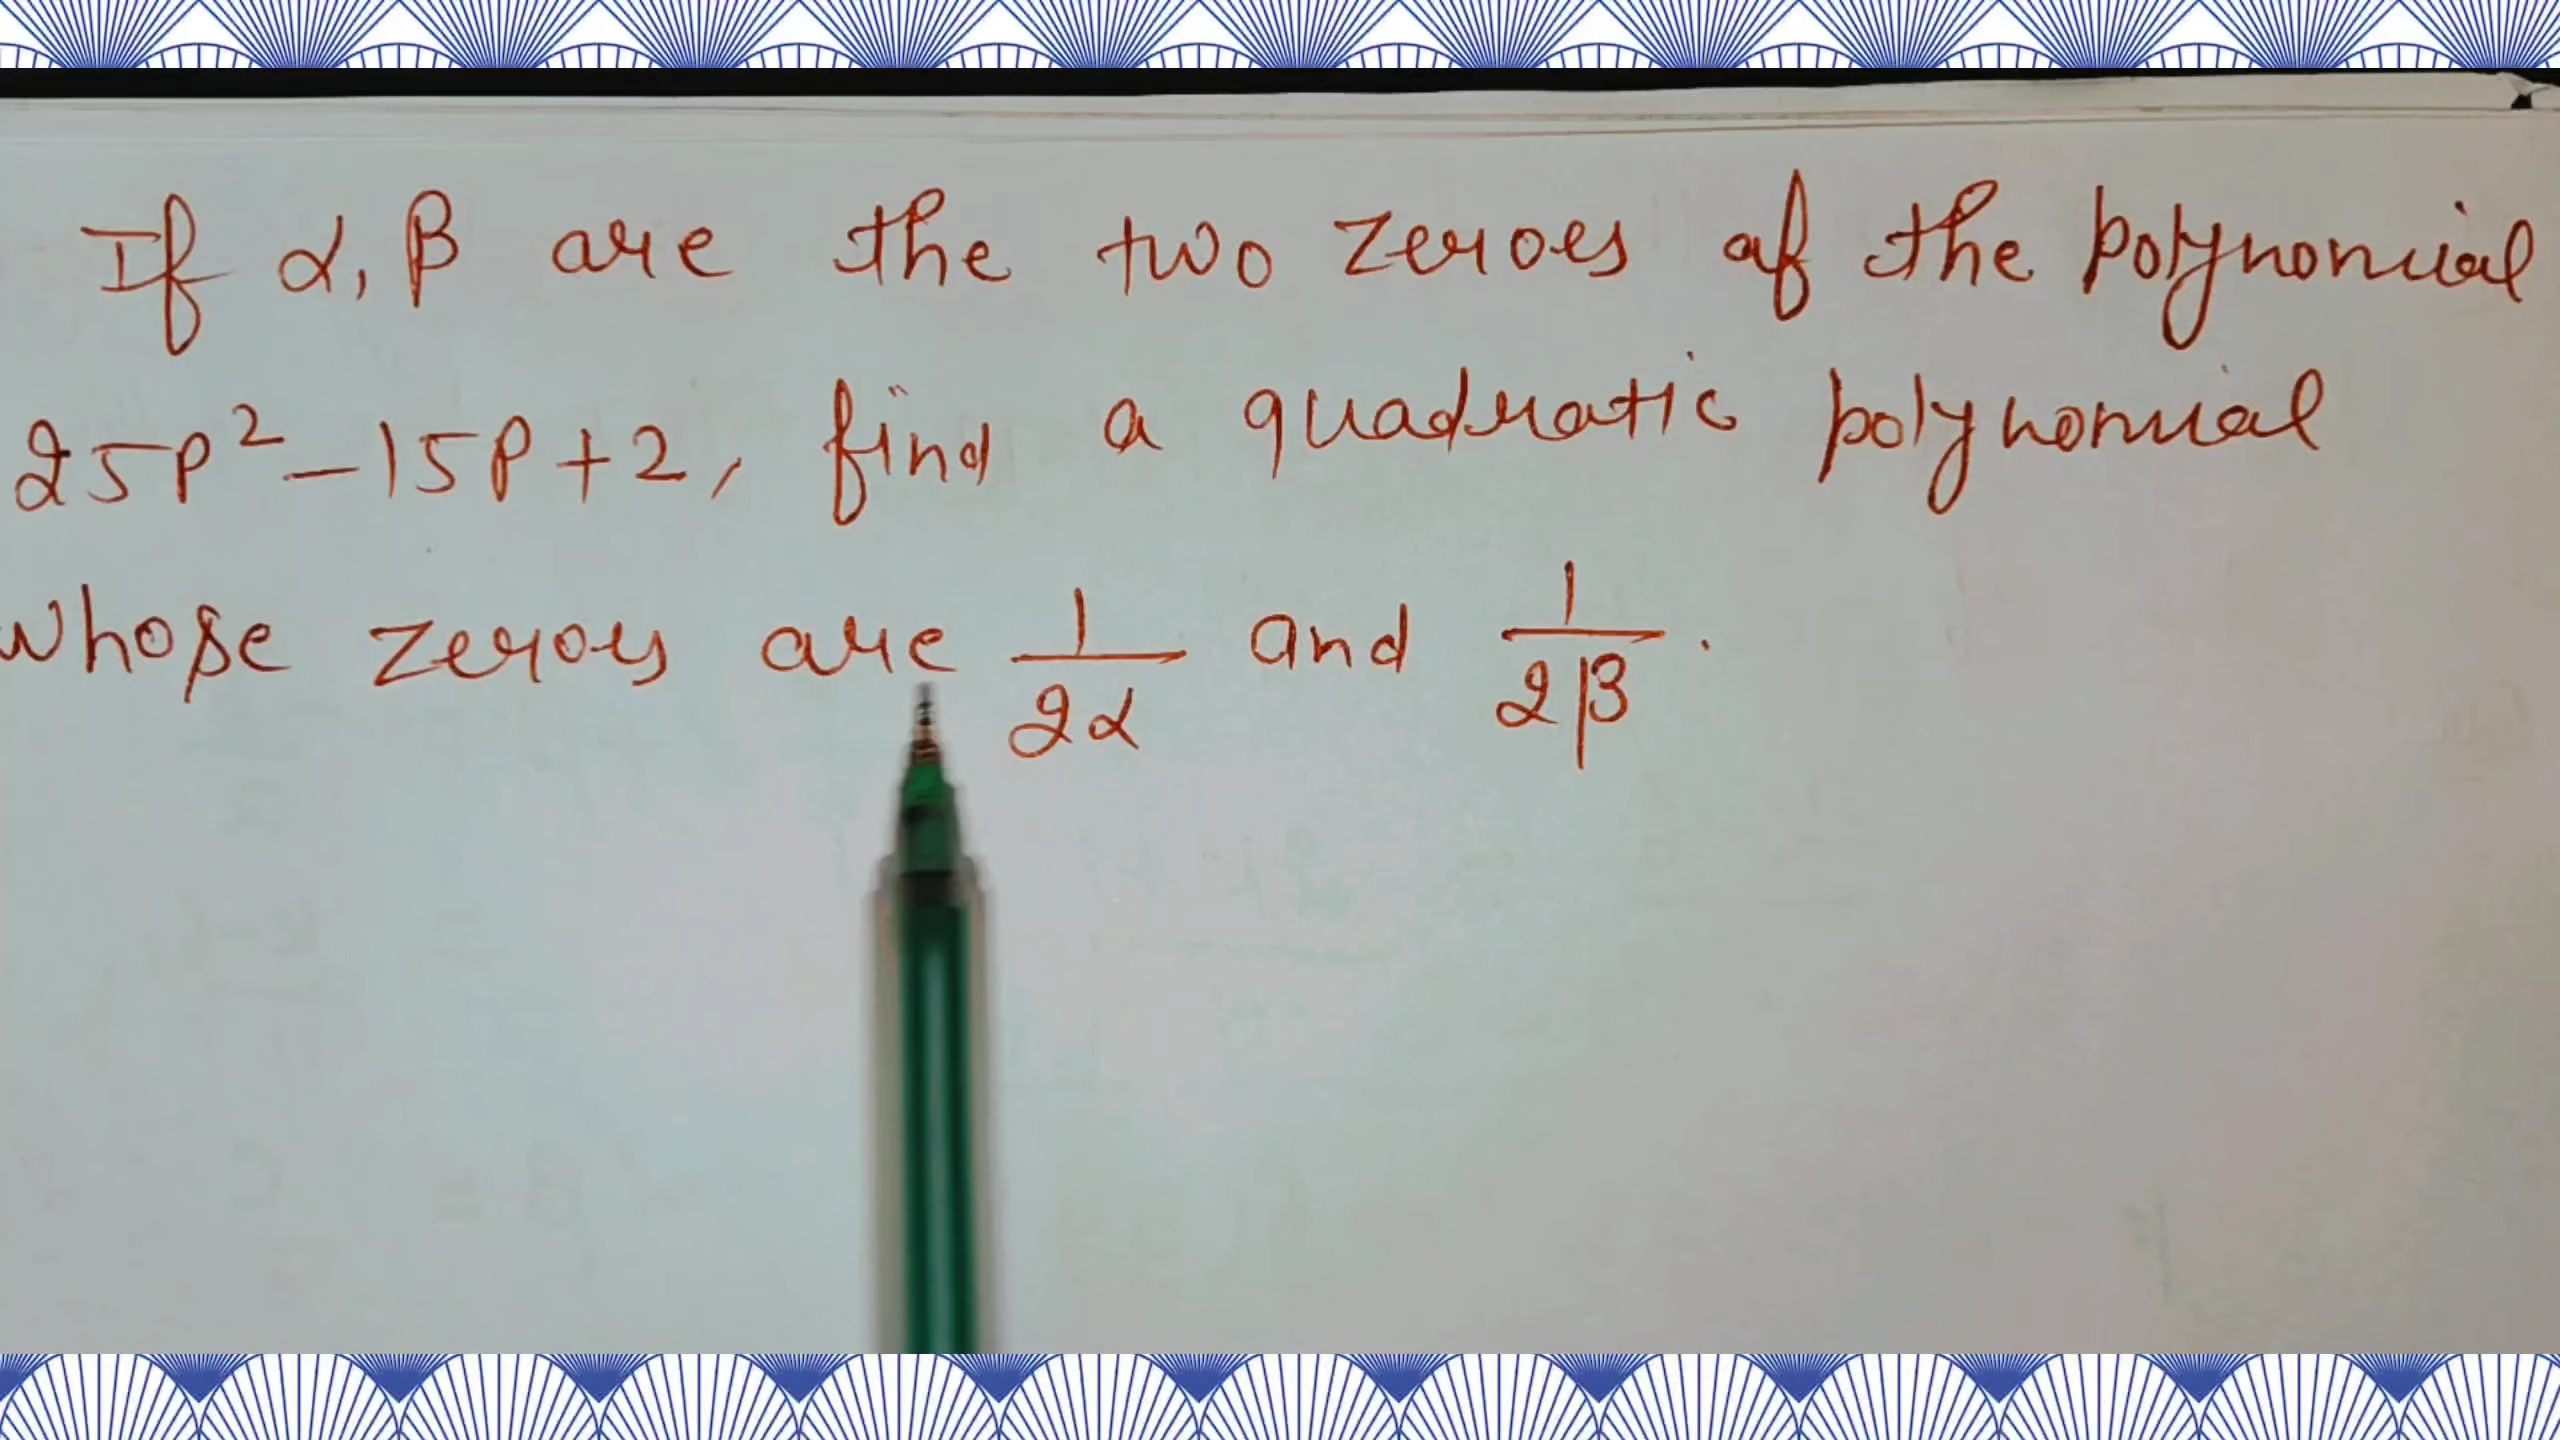 If α, β are the two zeroes of the polynomial
25p² - 15p + 2, find a quadratic polynomial
whose zeroes are 1/2α and 1/2β.